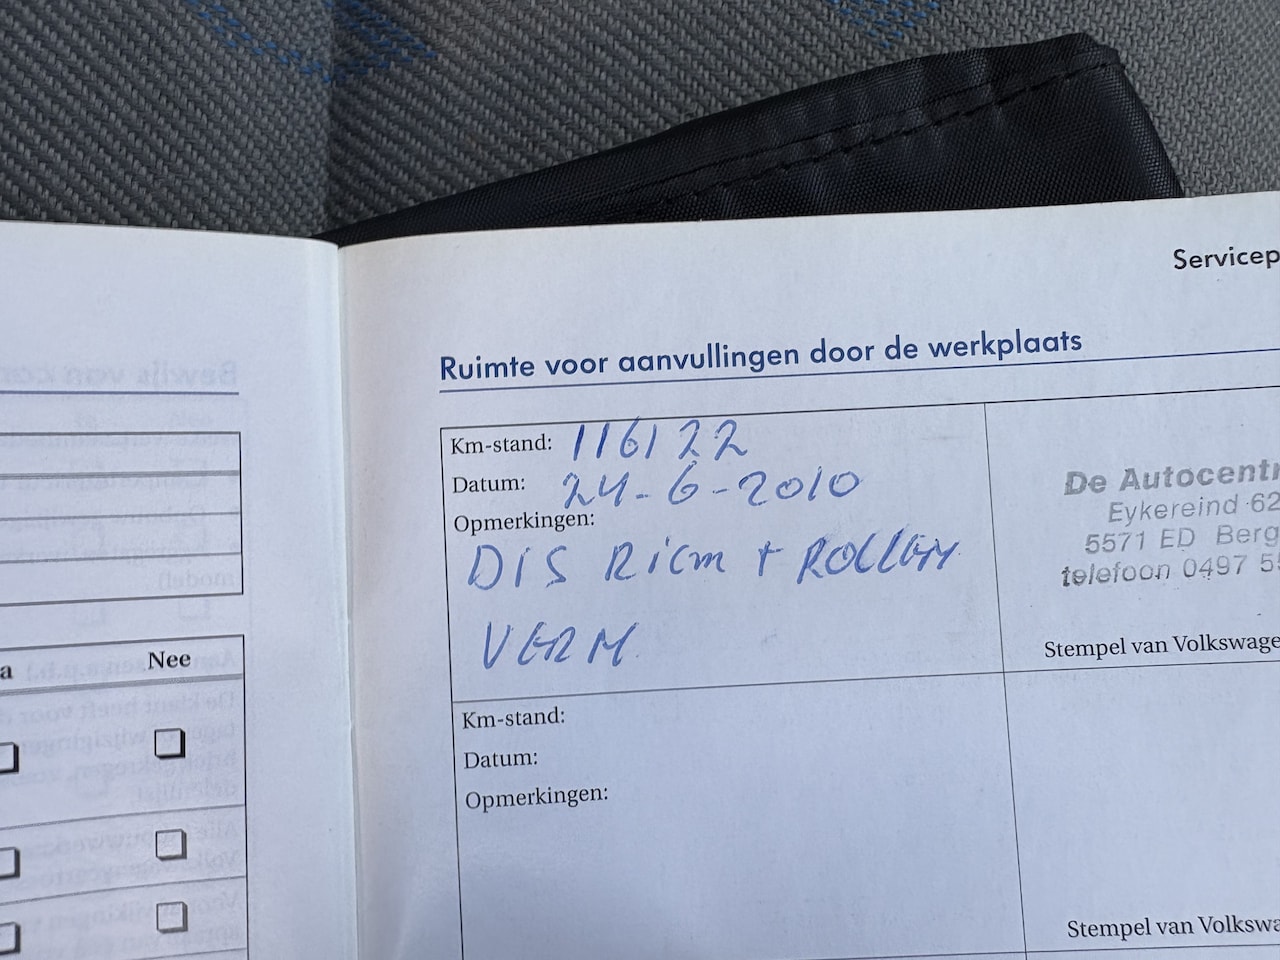 Servicep
Ruimte voor aanvullingen door de werkplaats
Km-stand: 116122
Datum: 24-6-2010
Opmerkingen:
DIS RIEM + ROLLEN
VERN
De Autocentr
Eykereind 62
5571 ED Berg
telefoon 0497 55
Stempel van Volkswage
Km-stand:
Datum:
Opmerkingen:
Stempel van Volkswa
a Nee